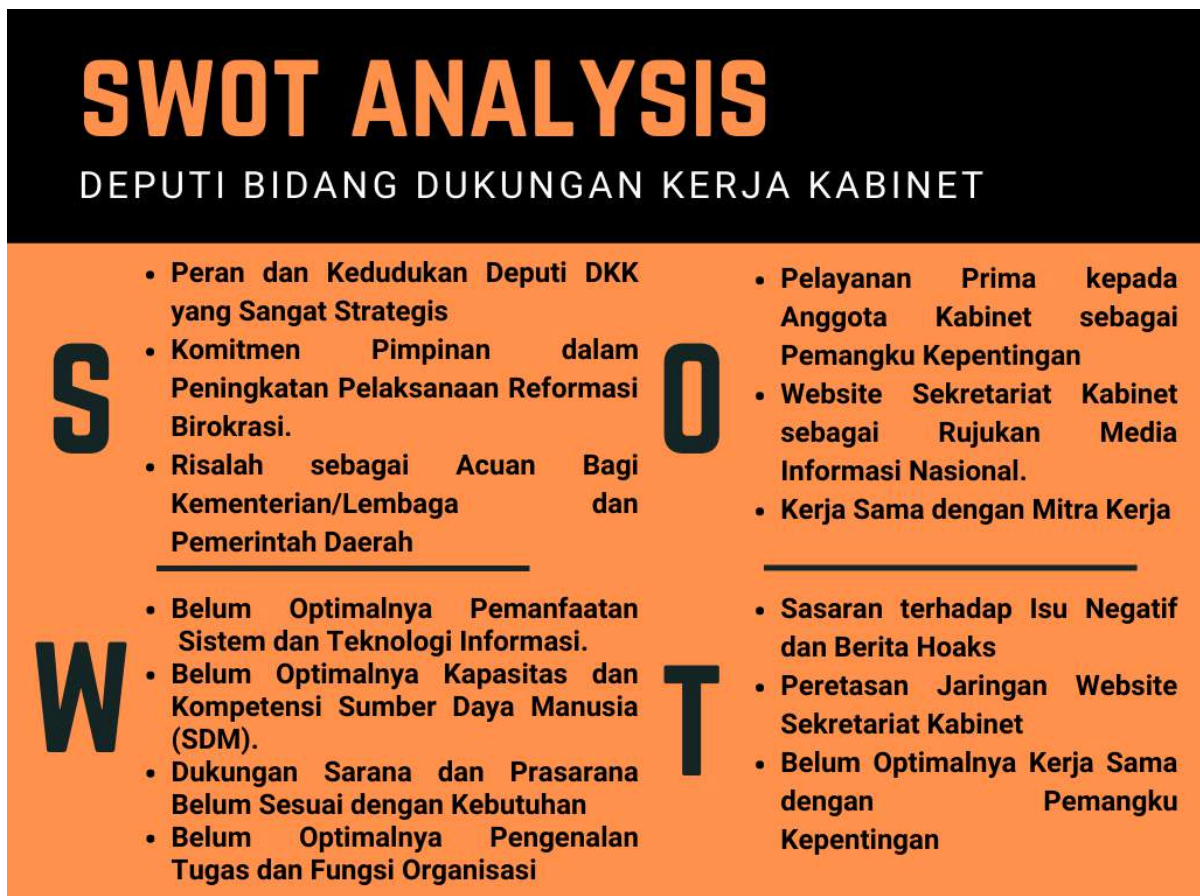 SWOT ANALYSIS
DEPUTI BIDANG DUKUNGAN KERJA KABINET
S
• Peran dan Kedudukan Deputi DKK
yang Sangat Strategis
• Komitmen Pimpinan dalam
Peningkatan Pelaksanaan Reformasi
Birokrasi.
• Risalah sebagai Acuan Bagi
Kementerian/Lembaga dan
Pemerintah Daerah
O
• Pelayanan Prima kepada
Anggota Kabinet sebagai
Pemangku Kepentingan
• Website Sekretariat Kabinet
sebagai Rujukan Media
Informasi Nasional.
• Kerja Sama dengan Mitra Kerja
W
• Belum Optimalnya Pemanfaatan
Sistem dan Teknologi Informasi.
• Belum Optimalnya Kapasitas dan
Kompetensi Sumber Daya Manusia
(SDM).
• Dukungan Sarana dan Prasarana
Belum Sesuai dengan Kebutuhan
• Belum Optimalnya Pengenalan
Tugas dan Fungsi Organisasi
T
• Sasaran terhadap Isu Negatif
dan Berita Hoaks
• Peretasan Jaringan Website
Sekretariat Kabinet
• Belum Optimalnya Kerja Sama
dengan Pemangku
Kepentingan